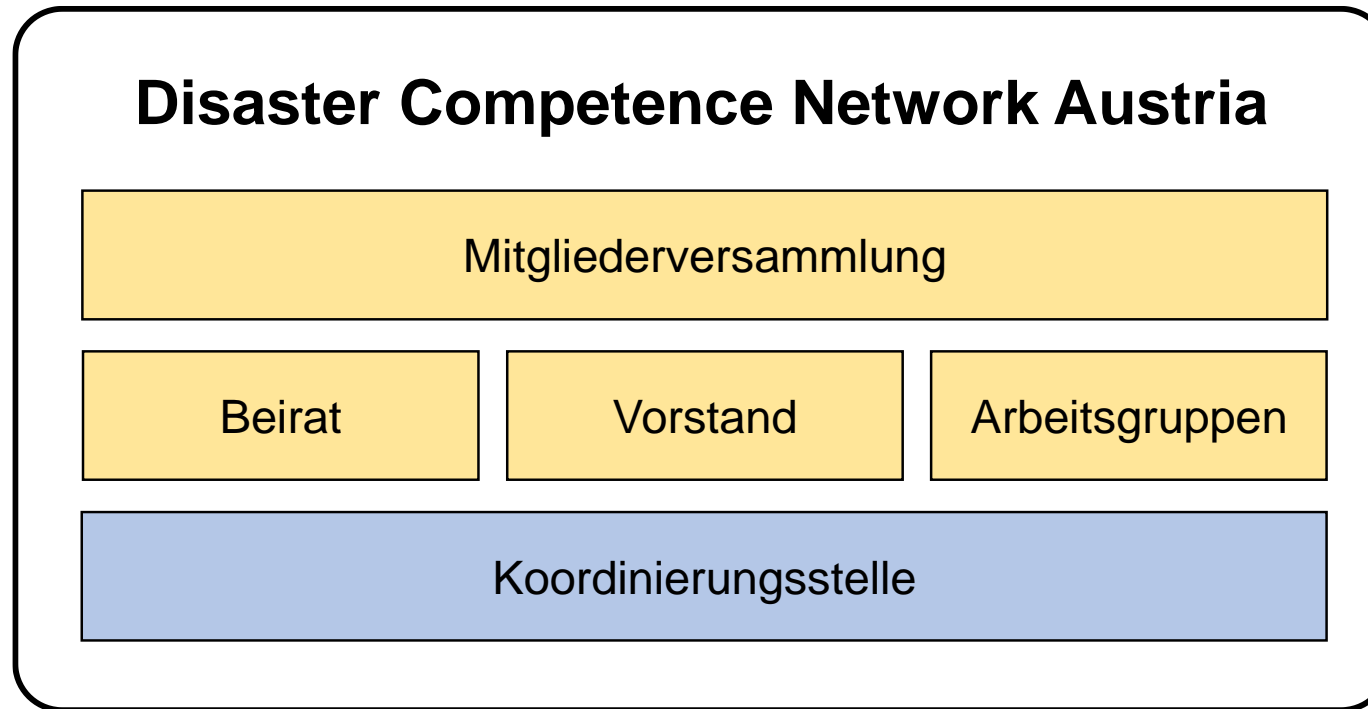 Disaster Competence Network Austria
Mitgliederversammlung
Beirat
Vorstand
Arbeitsgruppen
Koordinierungsstelle